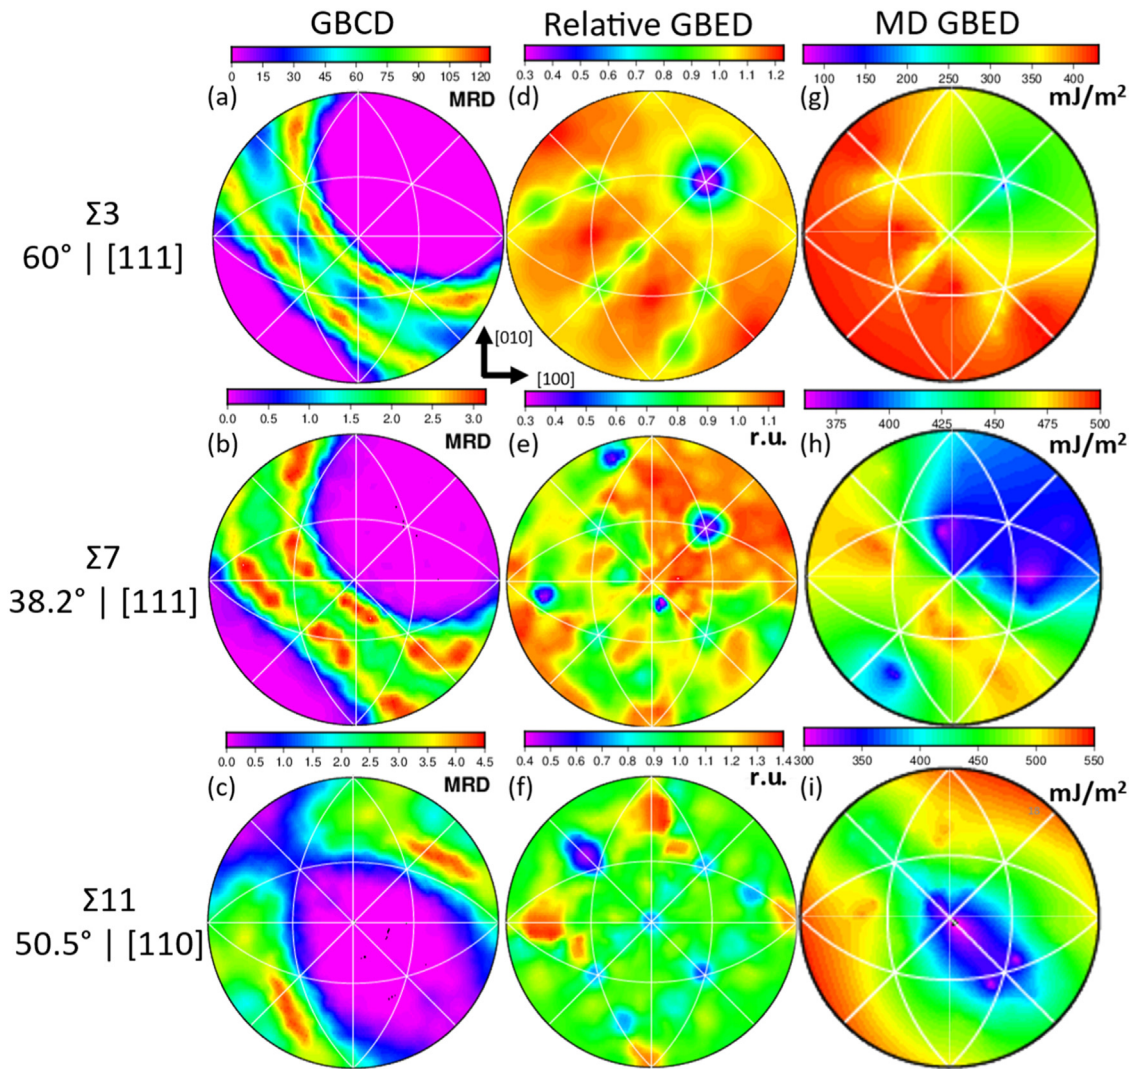 GBCD Relative GBED MD GBED
0 15 30 45 60 75 90 105 120
0.3 0.4 0.5 0.6 0.7 0.8 0.9 1.0 1.1 1.2
100 150 200 250 300 350 400
(a) MRD (d) (g) mJ/m²
Σ3
60° | [111]
[010]
[100]
0.0 0.5 1.0 1.5 2.0 2.5 3.0
0.3 0.4 0.5 0.6 0.7 0.8 0.9 1.0 1.1
375 400 425 450 475 500
(b) MRD (e) r.u. (h) mJ/m²
Σ7
38.2° | [111]
0.0 0.5 1.0 1.5 2.0 2.5 3.0 3.5 4.0 4.5
0.4 0.5 0.6 0.7 0.8 0.9 1.0 1.1 1.2 1.3 1.4
300 350 400 450 500 550
(c) MRD (f) r.u. (i) mJ/m²
Σ11
50.5° | [110]